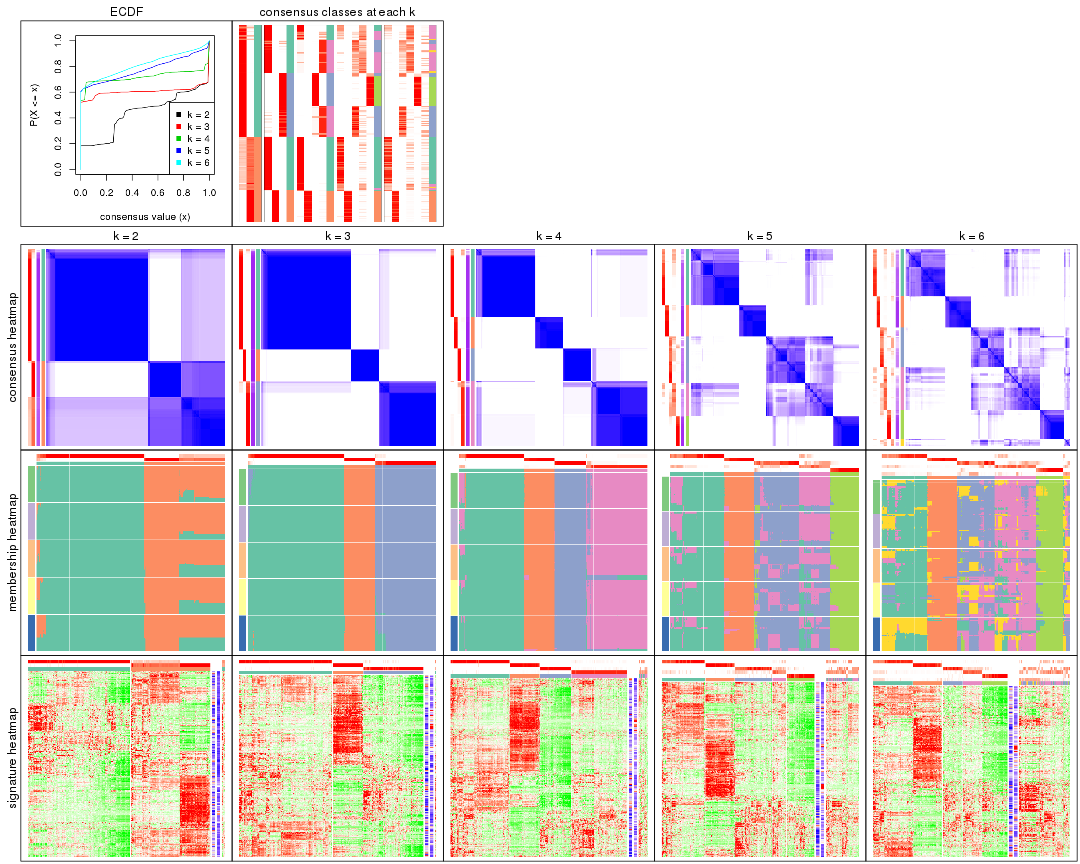 ECDF
consensus classes at each k
P(X <= x)
0.0 0.2 0.4 0.6 0.8 1.0
k = 2
k = 3
k = 4
k = 5
k = 6
0.0 0.2 0.4 0.6 0.8 1.0
consensus value (x)
k = 2
k = 3
k = 4
k = 5
k = 6
consensus heatmap
membership heatmap
signature heatmap